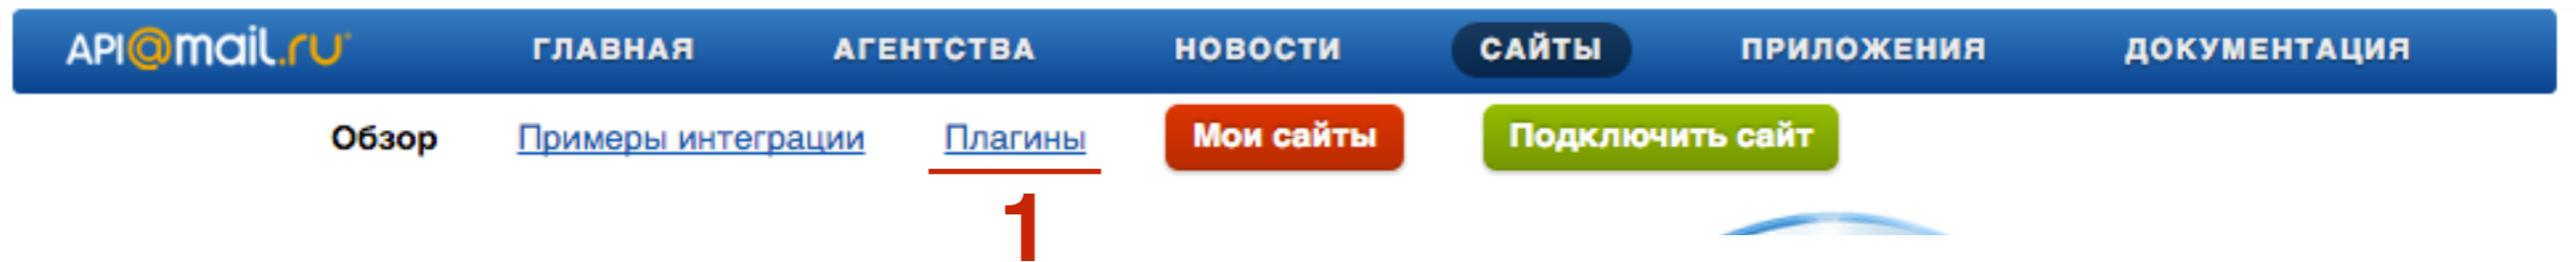 API@mail.ru ГЛАВНАЯ АГЕНТСТВА НОВОСТИ САЙТЫ ПРИЛОЖЕНИЯ ДОКУМЕНТАЦИЯ
Обзор Примеры интеграции Плагины Мои сайты Подключить сайт
1